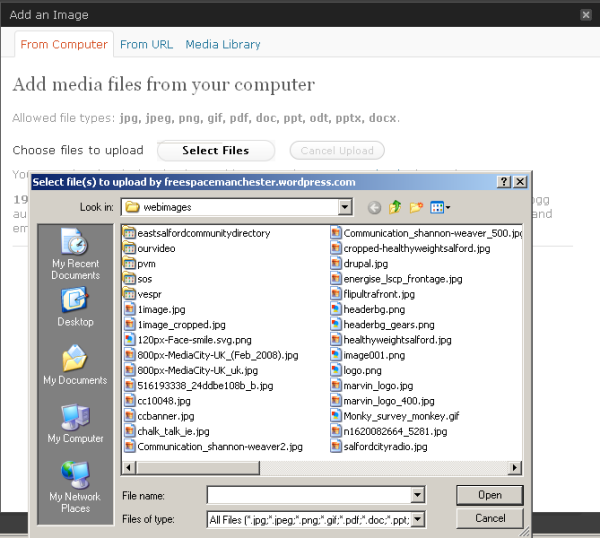 Add an Image
From Computer From URL Media Library
Add media files from your computer
Allowed file types: jpg, jpeg, png, gif, pdf, doc, ppt, odt, pptx, docx.
Choose files to upload Select Files Cancel Upload
Select file(s) to upload by freespacemanchester.wordpress.com
Look in: webimages
My Recent Documents
Desktop
My Documents
My Computer
My Network Places
eastsalfordcommunitydirectory
ourvideo
pvm
sos
vespr
1image.jpg
1image_cropped.jpg
120px-Face-smile.svg.png
800px-MediaCity-UK_(Feb_2008).jpg
800px-MediaCity-UK_uk.jpg
516193338_24ddbe108b_b.jpg
cc10048.jpg
ccbanner.jpg
chalk_talk_ie.jpg
Communication_shannon-weaver2.jpg
Communication_shannon-weaver_500.jpg
cropped-healthyweightsalford.jpg
drupal.jpg
energise_lscp_frontage.jpg
flipultrafront.jpg
headerbg.png
headerbg_gears.png
healthyweightsalford.jpg
image001.png
logo.png
marvin_logo.jpg
marvin_logo_400.jpg
Monky_survey_monkey.gif
n1620082664_5281.jpg
salfordcityradio.jpg
File name: Open
Files of type: All Files (*.jpg;*.jpeg;*.png;*.gif;*.pdf;*.doc;*.ppt; Cancel